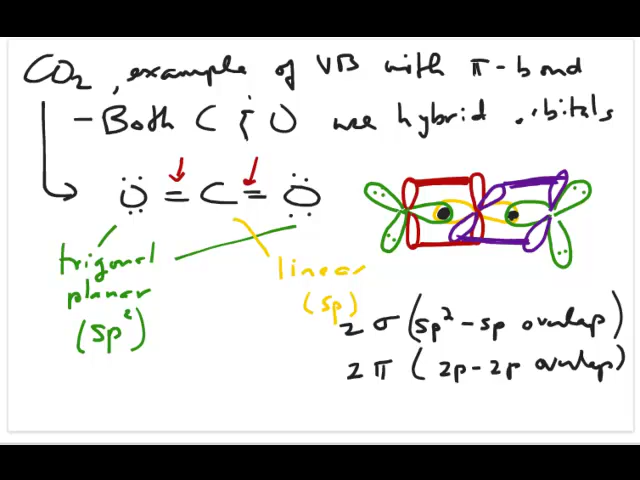 CO2, example of VB with π-bond
- Both C & O use hybrid orbitals
O = C = O
trigonal planar (sp2)
linear (sp)
2 σ (sp2 - sp overlap)
2 π (2p - 2p overlap)